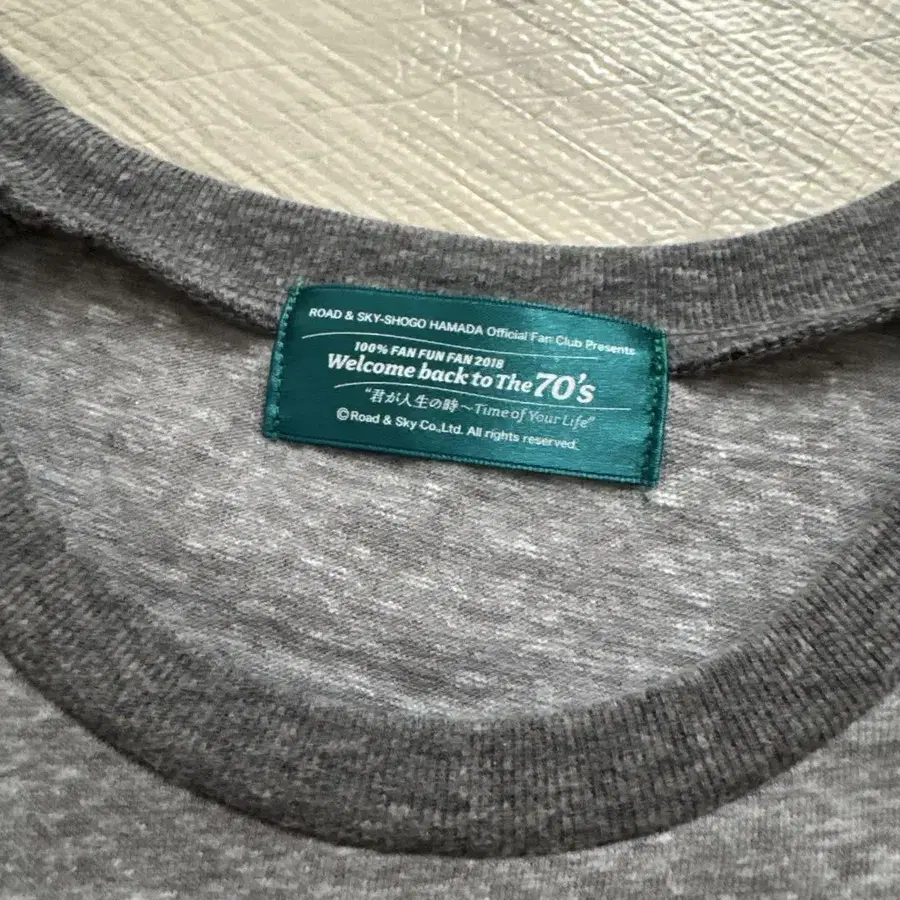 ROAD & SKY-SHOGO HAMADA Official Fan Club Presents
100% FAN FUN FAN 2018
Welcome back to The 70's
"君が人生の時～Time of Your Life"
©Road & Sky Co.,Ltd. All rights reserved.